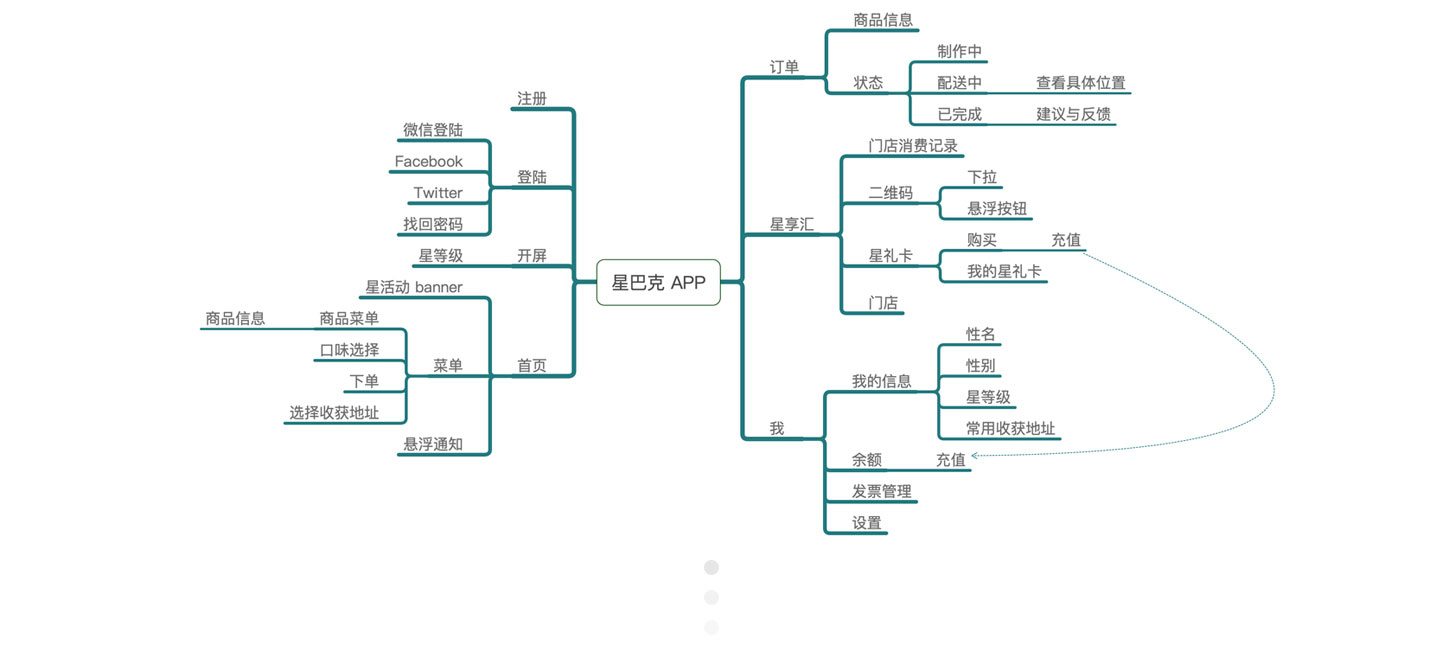 星巴克 APP
注册
登陆
微信登陆
Facebook
Twitter
找回密码
开屏
星等级
首页
星活动 banner
菜单
商品菜单
商品信息
口味选择
下单
选择收获地址
悬浮通知
订单
商品信息
状态
制作中
配送中
查看具体位置
已完成
建议与反馈
星享汇
门店消费记录
二维码
下拉
悬浮按钮
星礼卡
购买
充值
我的星礼卡
门店
我
我的信息
性名
性别
星等级
常用收获地址
余额
充值
发票管理
设置